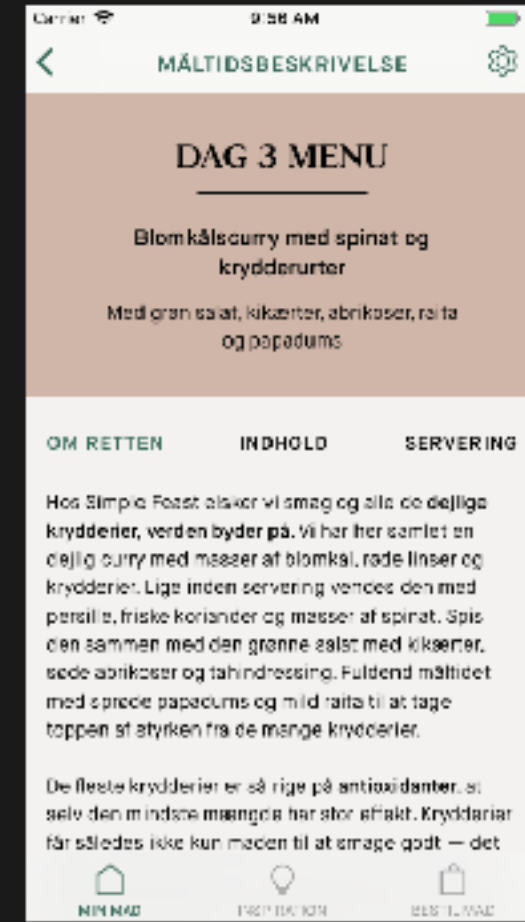 Carrier 9:56 AM
MÅLTIDSBESKRIVELSE
DAG 3 MENU
Blomkålscurry med spinat og
krydderurter
Med grøn salat, kikærter, abrikoser, raita
og papadums
OM RETTEN INDHOLD SERVERING
Hos Simple Feast elsker vi smag og alle de dejlige
krydderier, verden byder på. Vi har her samlet en
dejlig curry med masser af blomkål, røde linser og
krydderier. Lige inden servering vendes den med
persille, friske koriander og masser af spinat. Spis
den sammen med den grønne salat med kikærter,
søde abrikoser og tahindressing. Fuldend måltidet
med sprøde papadums og mild raita til at tage
toppen af styrken fra de mange krydderier.
De fleste krydderier er så rige på antioxidanter, at
selv den mindste mængde har stor effekt. Krydderier
får således ikke kun maden til at smage godt — det
MIN MAD INSPIRATION BESTIL MAD